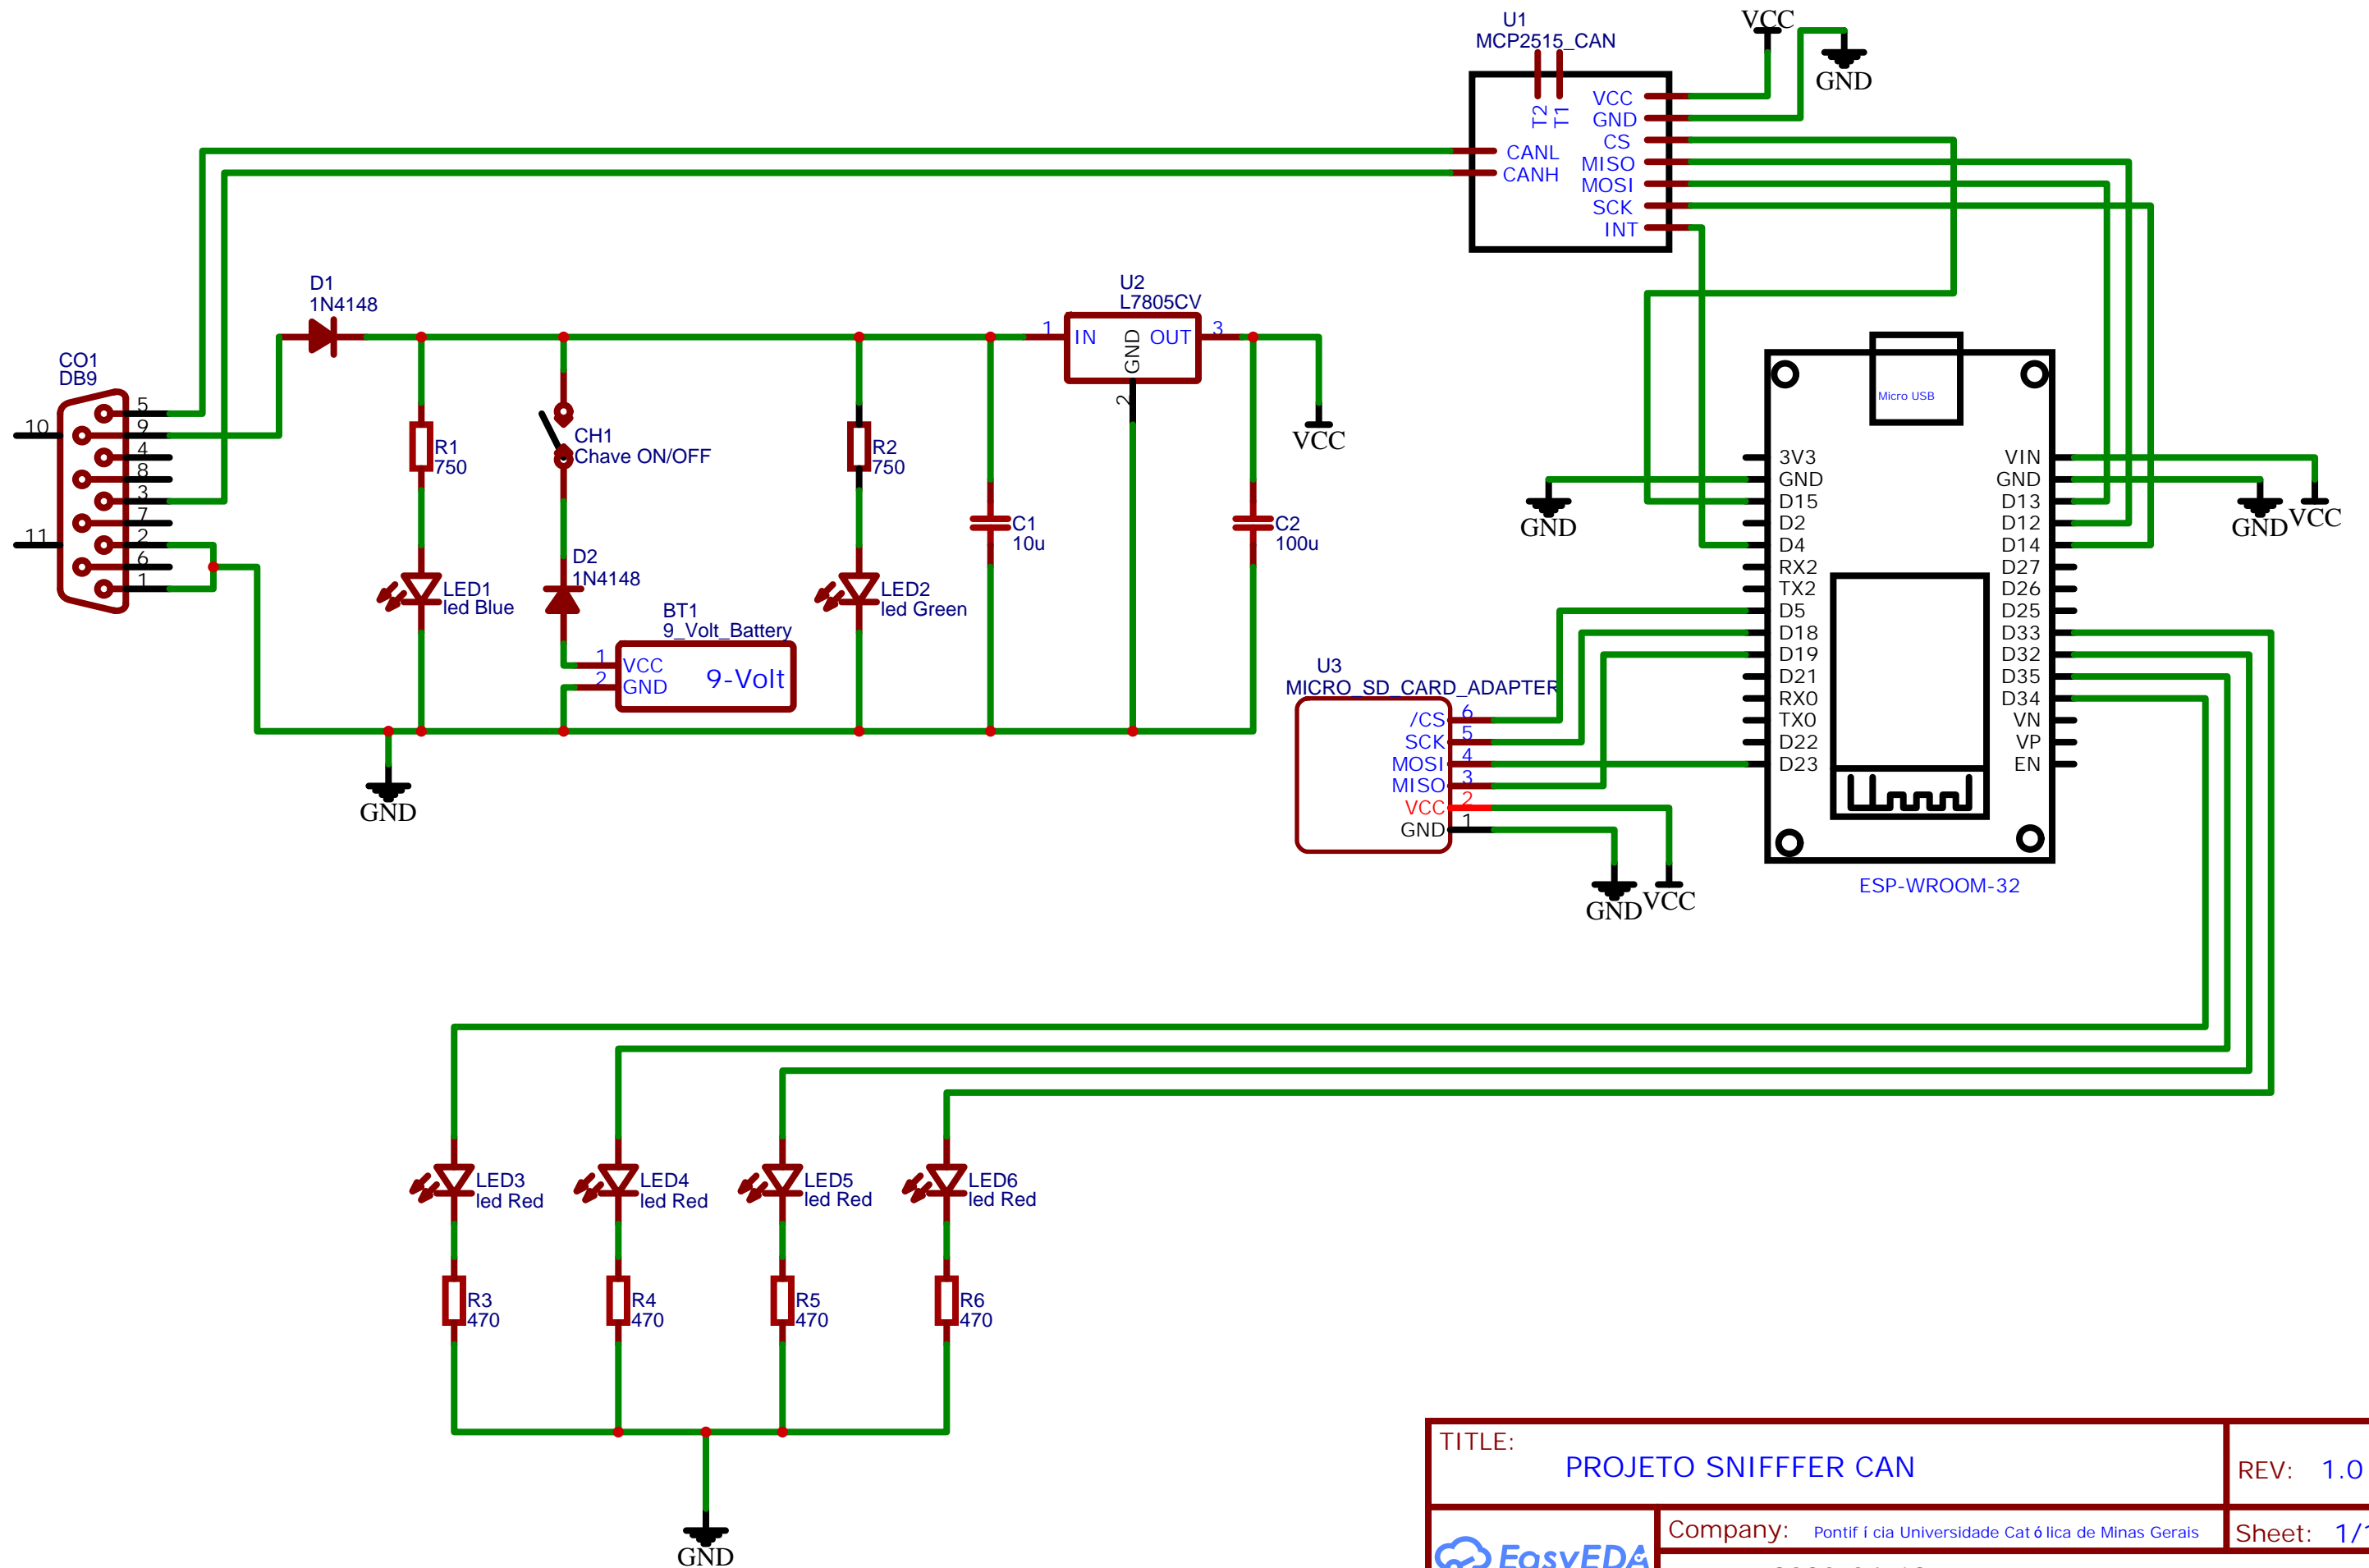 U1
MCP2515_CAN
T2
T1
VCC
GND
CS
MISO
MOSI
SCK
INT
CANL
CANH
VCC
GND
D1
1N4148
U2
L7805CV
1
IN
GND
OUT
3
2
VCC
CO1
DB9
5
9
4
8
3
7
2
6
1
10
11
R1
750
CH1
Chave ON/OFF
R2
750
C1
10u
C2
100u
LED1
led Blue
D2
1N4148
LED2
led Green
BT1
9_Volt_Battery
1
VCC
2
GND
9-Volt
GND
Micro USB
3V3
GND
D15
D2
D4
RX2
TX2
D5
D18
D19
D21
RX0
TX0
D22
D23
VIN
GND
D13
D12
D14
D27
D26
D25
D33
D32
D35
D34
VN
VP
EN
ESP-WROOM-32
GND
GND
VCC
U3
MICRO_SD_CARD_ADAPTER
/CS
6
SCK
5
MOSI
4
MISO
3
VCC
2
GND
1
GND
VCC
LED3
led Red
LED4
led Red
LED5
led Red
LED6
led Red
R3
470
R4
470
R5
470
R6
470
GND
TITLE:
PROJETO SNIFFFER CAN
REV: 1.0
Company: Pontifícia Universidade Católica de Minas Gerais
Sheet: 1/1
EasyEDA